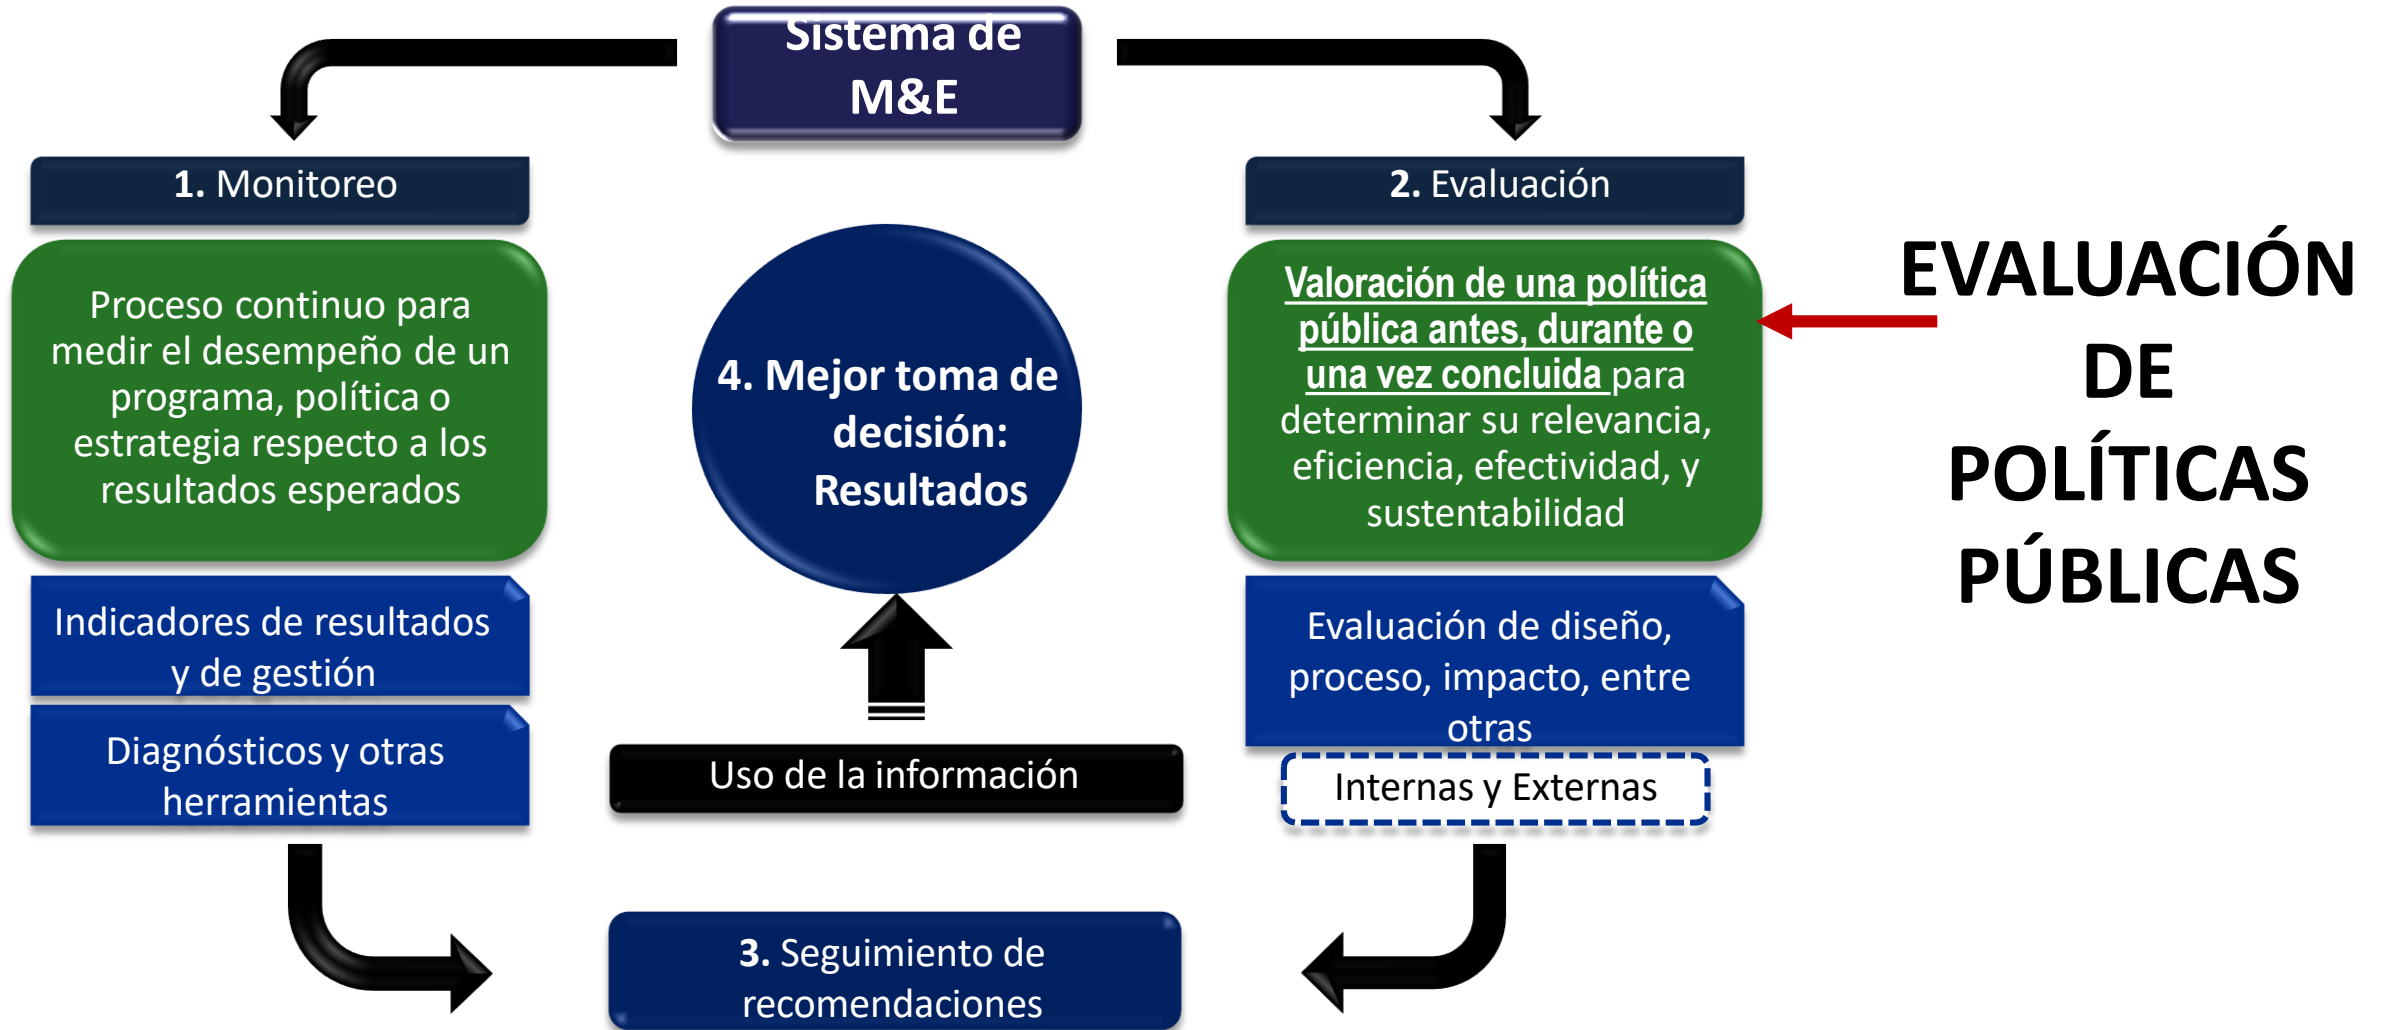 Sistema de
M&E
1. Monitoreo
Proceso continuo para
medir el desempeño de un
programa, política o
estrategia respecto a los
resultados esperados
Indicadores de resultados
y de gestión
Diagnósticos y otras
herramientas
4. Mejor toma de
decisión:
Resultados
Uso de la información
3. Seguimiento de
recomendaciones
2. Evaluación
Valoración de una política
pública antes, durante o
una vez concluida para
determinar su relevancia,
eficiencia, efectividad, y
sustentabilidad
Evaluación de diseño,
proceso, impacto, entre
otras
Internas y Externas
EVALUACIÓN
DE
POLÍTICAS
PÚBLICAS